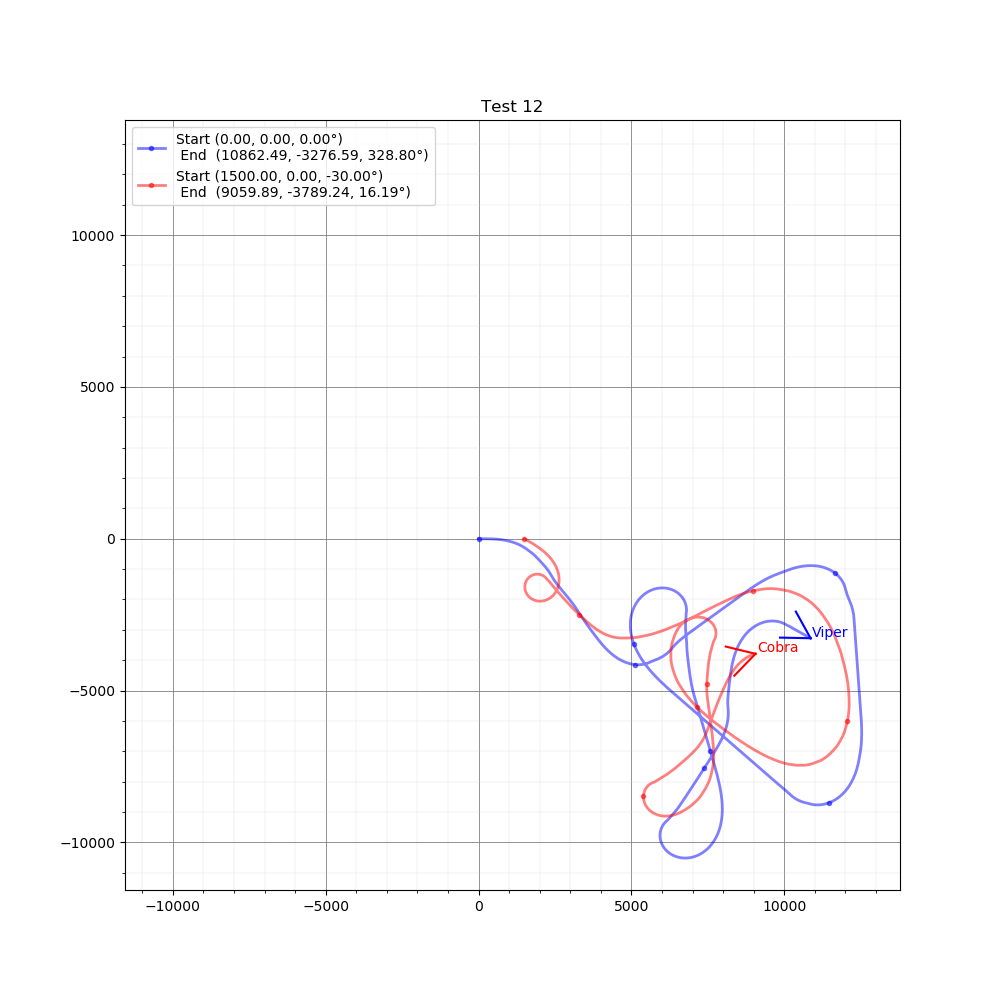 Test 12
Start (0.00, 0.00, 0.00°)
End  (10862.49, -3276.59, 328.80°)
Start (1500.00, 0.00, -30.00°)
End  (9059.89, -3789.24, 16.19°)
10000
5000
0
−5000
−10000
Viper
Cobra
−10000
−5000
0
5000
10000